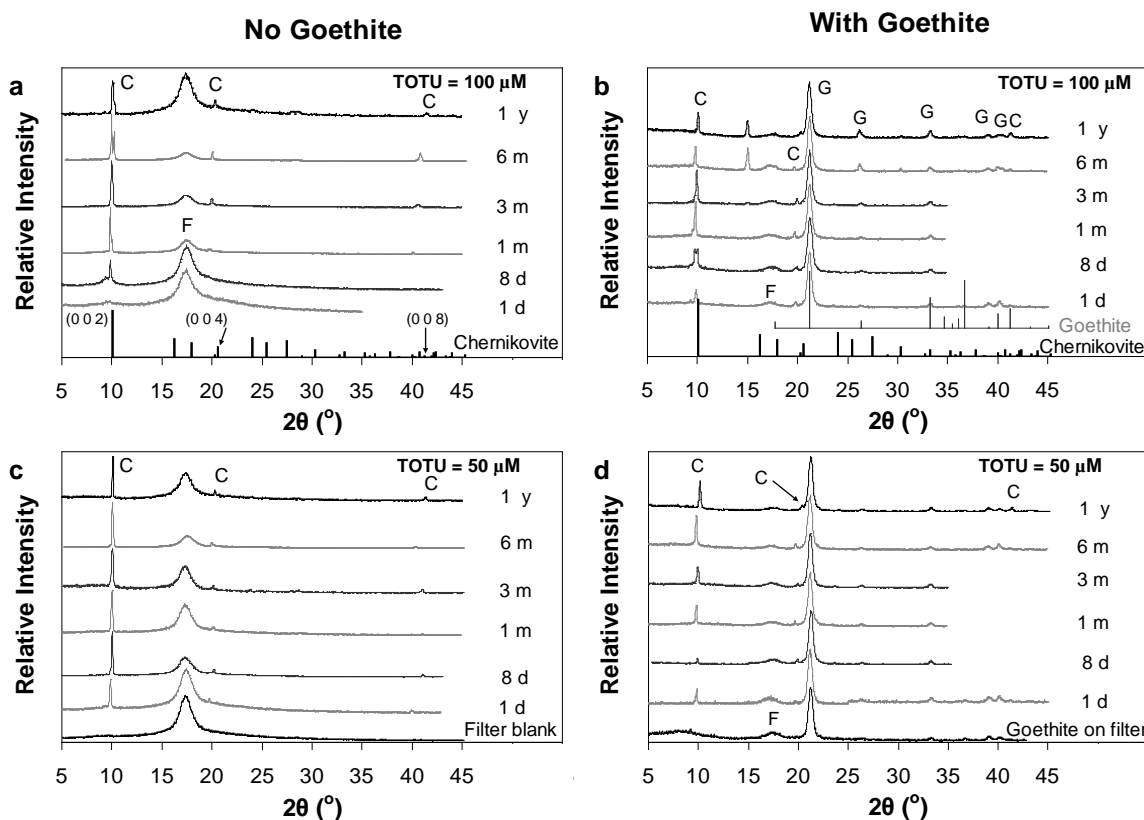 No Goethite
With Goethite
a
TOTU = 100 µM
C
C
C
1 y
6 m
3 m
F
1 m
8 d
1 d
(0 0 2)
(0 0 4)
(0 0 8)
Chernikovite
Relative Intensity
5 10 15 20 25 30 35 40 45
2θ (°)
b
TOTU = 100 µM
C
G
G
G
G
G
C
1 y
C
6 m
3 m
1 m
8 d
F
1 d
Goethite
Chernikovite
Relative Intensity
5 10 15 20 25 30 35 40 45
2θ (°)
c
TOTU = 50 µM
C
C
C
1 y
6 m
3 m
1 m
8 d
1 d
Filter blank
Relative Intensity
5 10 15 20 25 30 35 40 45
2θ (°)
d
TOTU = 50 µM
C
C
C
1 y
6 m
3 m
1 m
8 d
1 d
F
Goethite on filter
Relative Intensity
5 10 15 20 25 30 35 40 45
2θ (°)